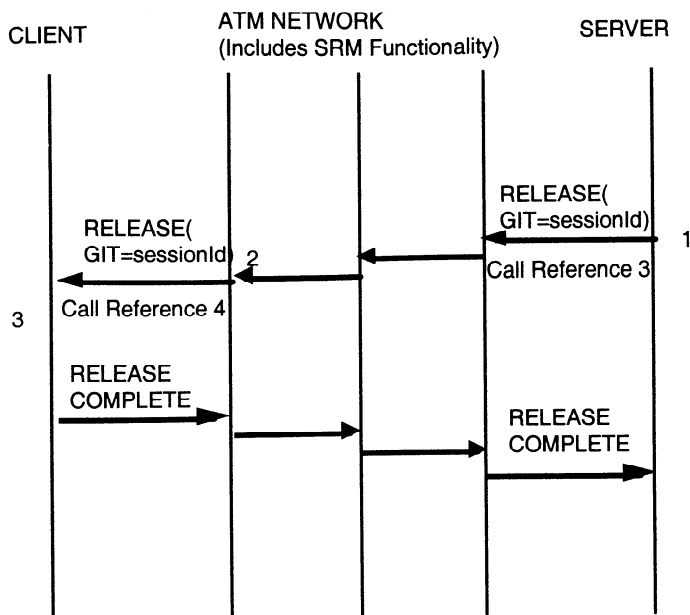 CLIENT
ATM NETWORK
(Includes SRM Functionality)
SERVER
RELEASE(
GIT=sessionId)
1
RELEASE(
GIT=sessionId)
2
Call Reference 3
Call Reference 4
3
RELEASE
COMPLETE
RELEASE
COMPLETE